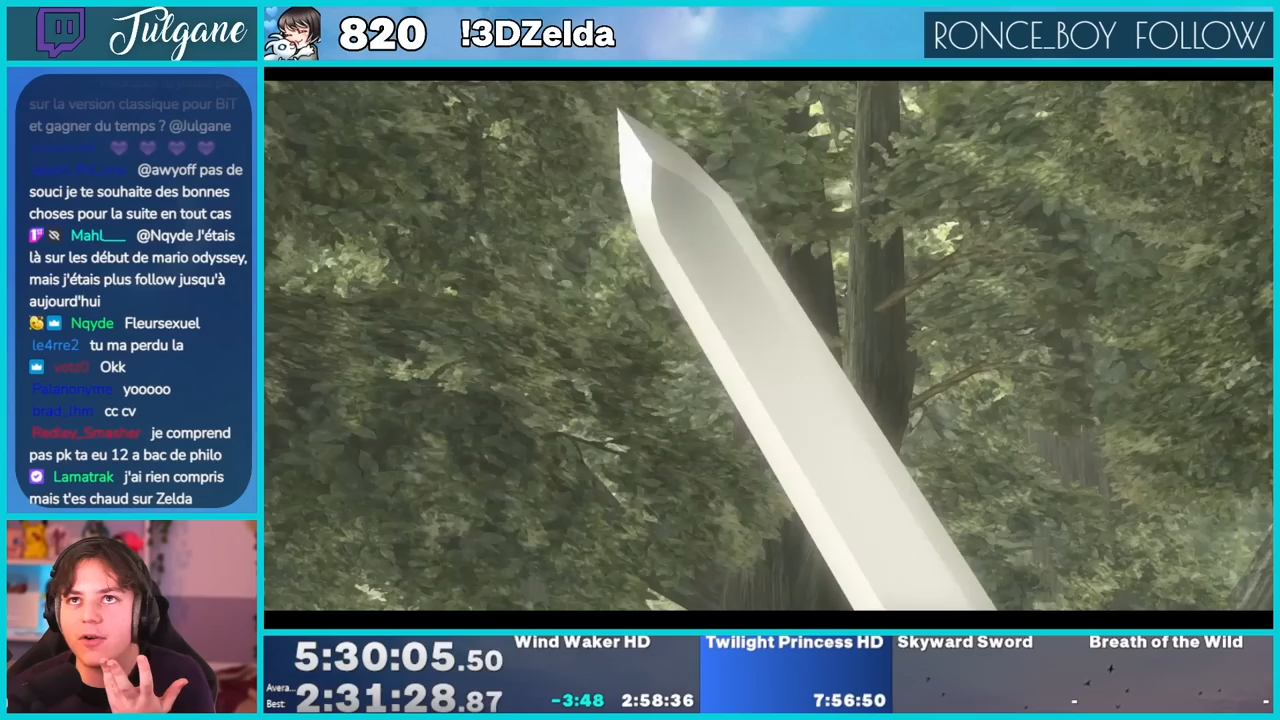 Julgane
820 !3DZelda
RONCE_BOY FOLLOW
sur la version classique pour BiT
et gagner du temps ? @Julgane
@awyoff pas de
souci je te souhaite des bonnes
choses pour la suite en tout cas
Mahl___ @Nqyde J'étais
là sur les début de mario odyssey,
mais j'étais plus follow jusqu'à
aujourd'hui
Nqyde Fleursexuel
le4rre2 tu ma perdu la
Okk
Palanonyme yooooo
brad_lhm cc cv
Redley_Smasher je comprend
pas pk ta eu 12 a bac de philo
Lamatrak j'ai rien compris
mais t'es chaud sur Zelda
5:30:05.50
Avera...
Best:
2:31:28.87
Wind Waker HD
-3:48 2:58:36
Twilight Princess HD
7:56:50
Skyward Sword
-
Breath of the Wild
-